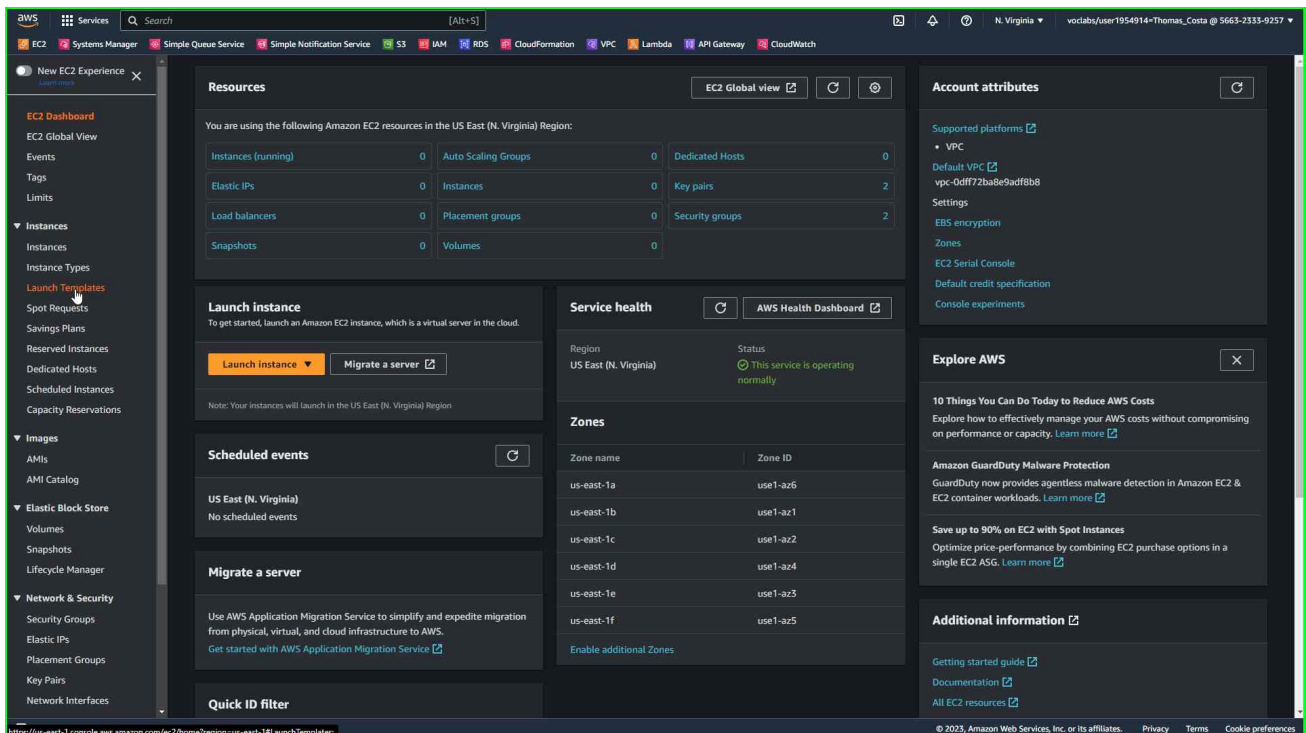 aws
Services
Search
[Alt+S]
N. Virginia ▼
voclabs/user1954914=Thomas_Costa @ 5663-2333-9257 ▼
EC2
Systems Manager
Simple Queue Service
Simple Notification Service
S3
IAM
RDS
CloudFormation
VPC
Lambda
API Gateway
CloudWatch
New EC2 Experience
Learn more
EC2 Dashboard
EC2 Global View
Events
Tags
Limits
▼ Instances
Instances
Instance Types
Launch Templates
Spot Requests
Savings Plans
Reserved Instances
Dedicated Hosts
Scheduled Instances
Capacity Reservations
▼ Images
AMIs
AMI Catalog
▼ Elastic Block Store
Volumes
Snapshots
Lifecycle Manager
▼ Network & Security
Security Groups
Elastic IPs
Placement Groups
Key Pairs
Network Interfaces
https://us-east-1.console.aws.amazon.com/ec2/home?region=us-east-1#LaunchTemplates:
Resources
EC2 Global view
You are using the following Amazon EC2 resources in the US East (N. Virginia) Region:
Instances (running) 0
Auto Scaling Groups 0
Dedicated Hosts 0
Elastic IPs 0
Instances 0
Key pairs 2
Load balancers 0
Placement groups 0
Security groups 2
Snapshots 0
Volumes 0
Launch instance
To get started, launch an Amazon EC2 instance, which is a virtual server in the cloud.
Launch instance ▼
Migrate a server
Note: Your instances will launch in the US East (N. Virginia) Region
Scheduled events
US East (N. Virginia)
No scheduled events
Migrate a server
Use AWS Application Migration Service to simplify and expedite migration
from physical, virtual, and cloud infrastructure to AWS.
Get started with AWS Application Migration Service
Quick ID filter
Service health
AWS Health Dashboard
Region
US East (N. Virginia)
Status
This service is operating
normally
Zones
Zone name Zone ID
us-east-1a use1-az6
us-east-1b use1-az1
us-east-1c use1-az2
us-east-1d use1-az4
us-east-1e use1-az3
us-east-1f use1-az5
Enable additional Zones
Account attributes
Supported platforms
• VPC
Default VPC
vpc-0dff72ba8e9adf8b8
Settings
EBS encryption
Zones
EC2 Serial Console
Default credit specification
Console experiments
Explore AWS
10 Things You Can Do Today to Reduce AWS Costs
Explore how to effectively manage your AWS costs without compromising
on performance or capacity. Learn more
Amazon GuardDuty Malware Protection
GuardDuty now provides agentless malware detection in Amazon EC2 &
EC2 container workloads. Learn more
Save up to 90% on EC2 with Spot Instances
Optimize price-performance by combining EC2 purchase options in a
single EC2 ASG. Learn more
Additional information
Getting started guide
Documentation
All EC2 resources
© 2023, Amazon Web Services, Inc. or its affiliates.
Privacy
Terms
Cookie preferences